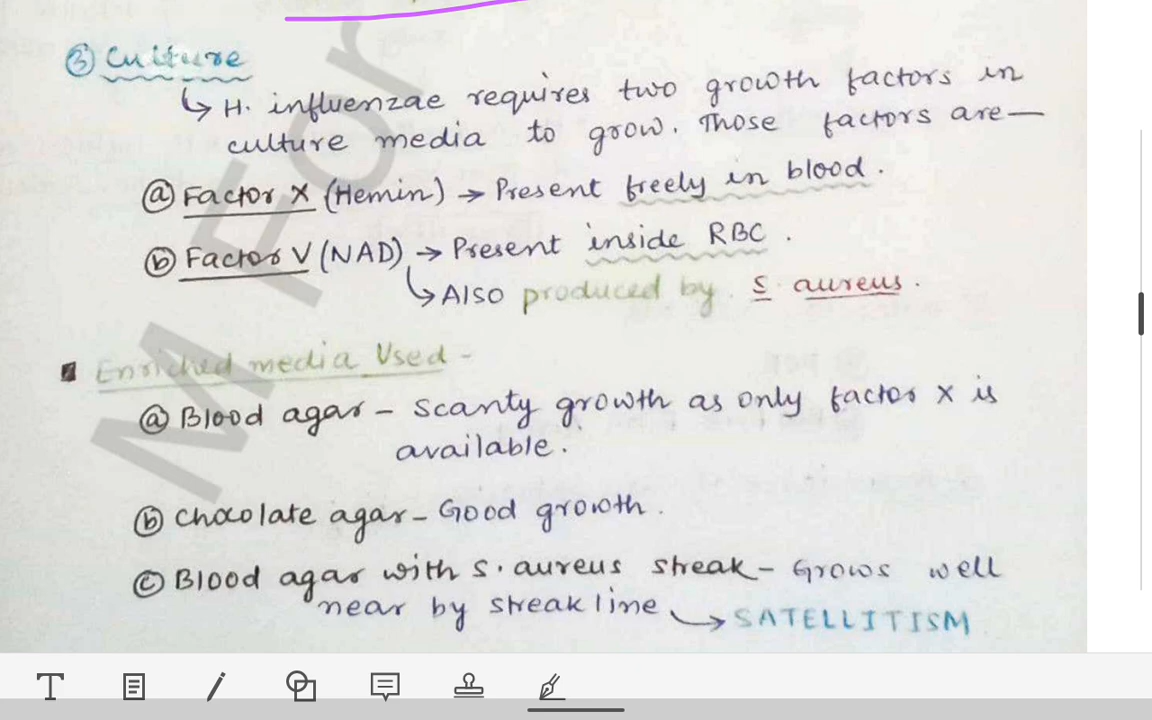 ③ Culture
↳ H. influenzae requires two growth factors in
culture media to grow. Those factors are—
ⓐ Factor X (Hemin) → Present freely in blood.
ⓑ Factor V (NAD) → Present inside RBC.
↳ Also produced by S. aureus.
Enriched media Used -
ⓐ Blood agar - Scanty growth as only factor X is
available.
ⓑ Chocolate agar - Good growth.
ⓒ Blood agar with S. aureus streak - Grows well
near by streak line → SATELLITISM
M For
T